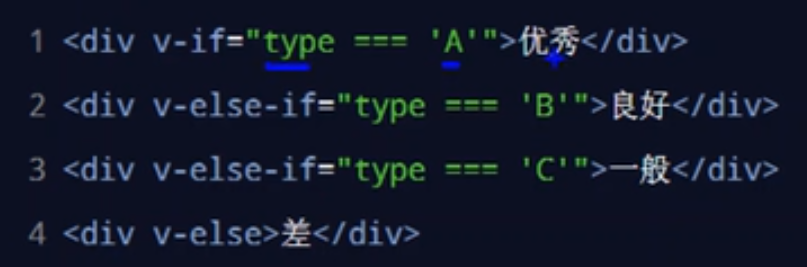 1 <div v-if="type === 'A'">优秀</div>
2 <div v-else-if="type === 'B'">良好</div>
3 <div v-else-if="type === 'C'">一般</div>
4 <div v-else>差</div>